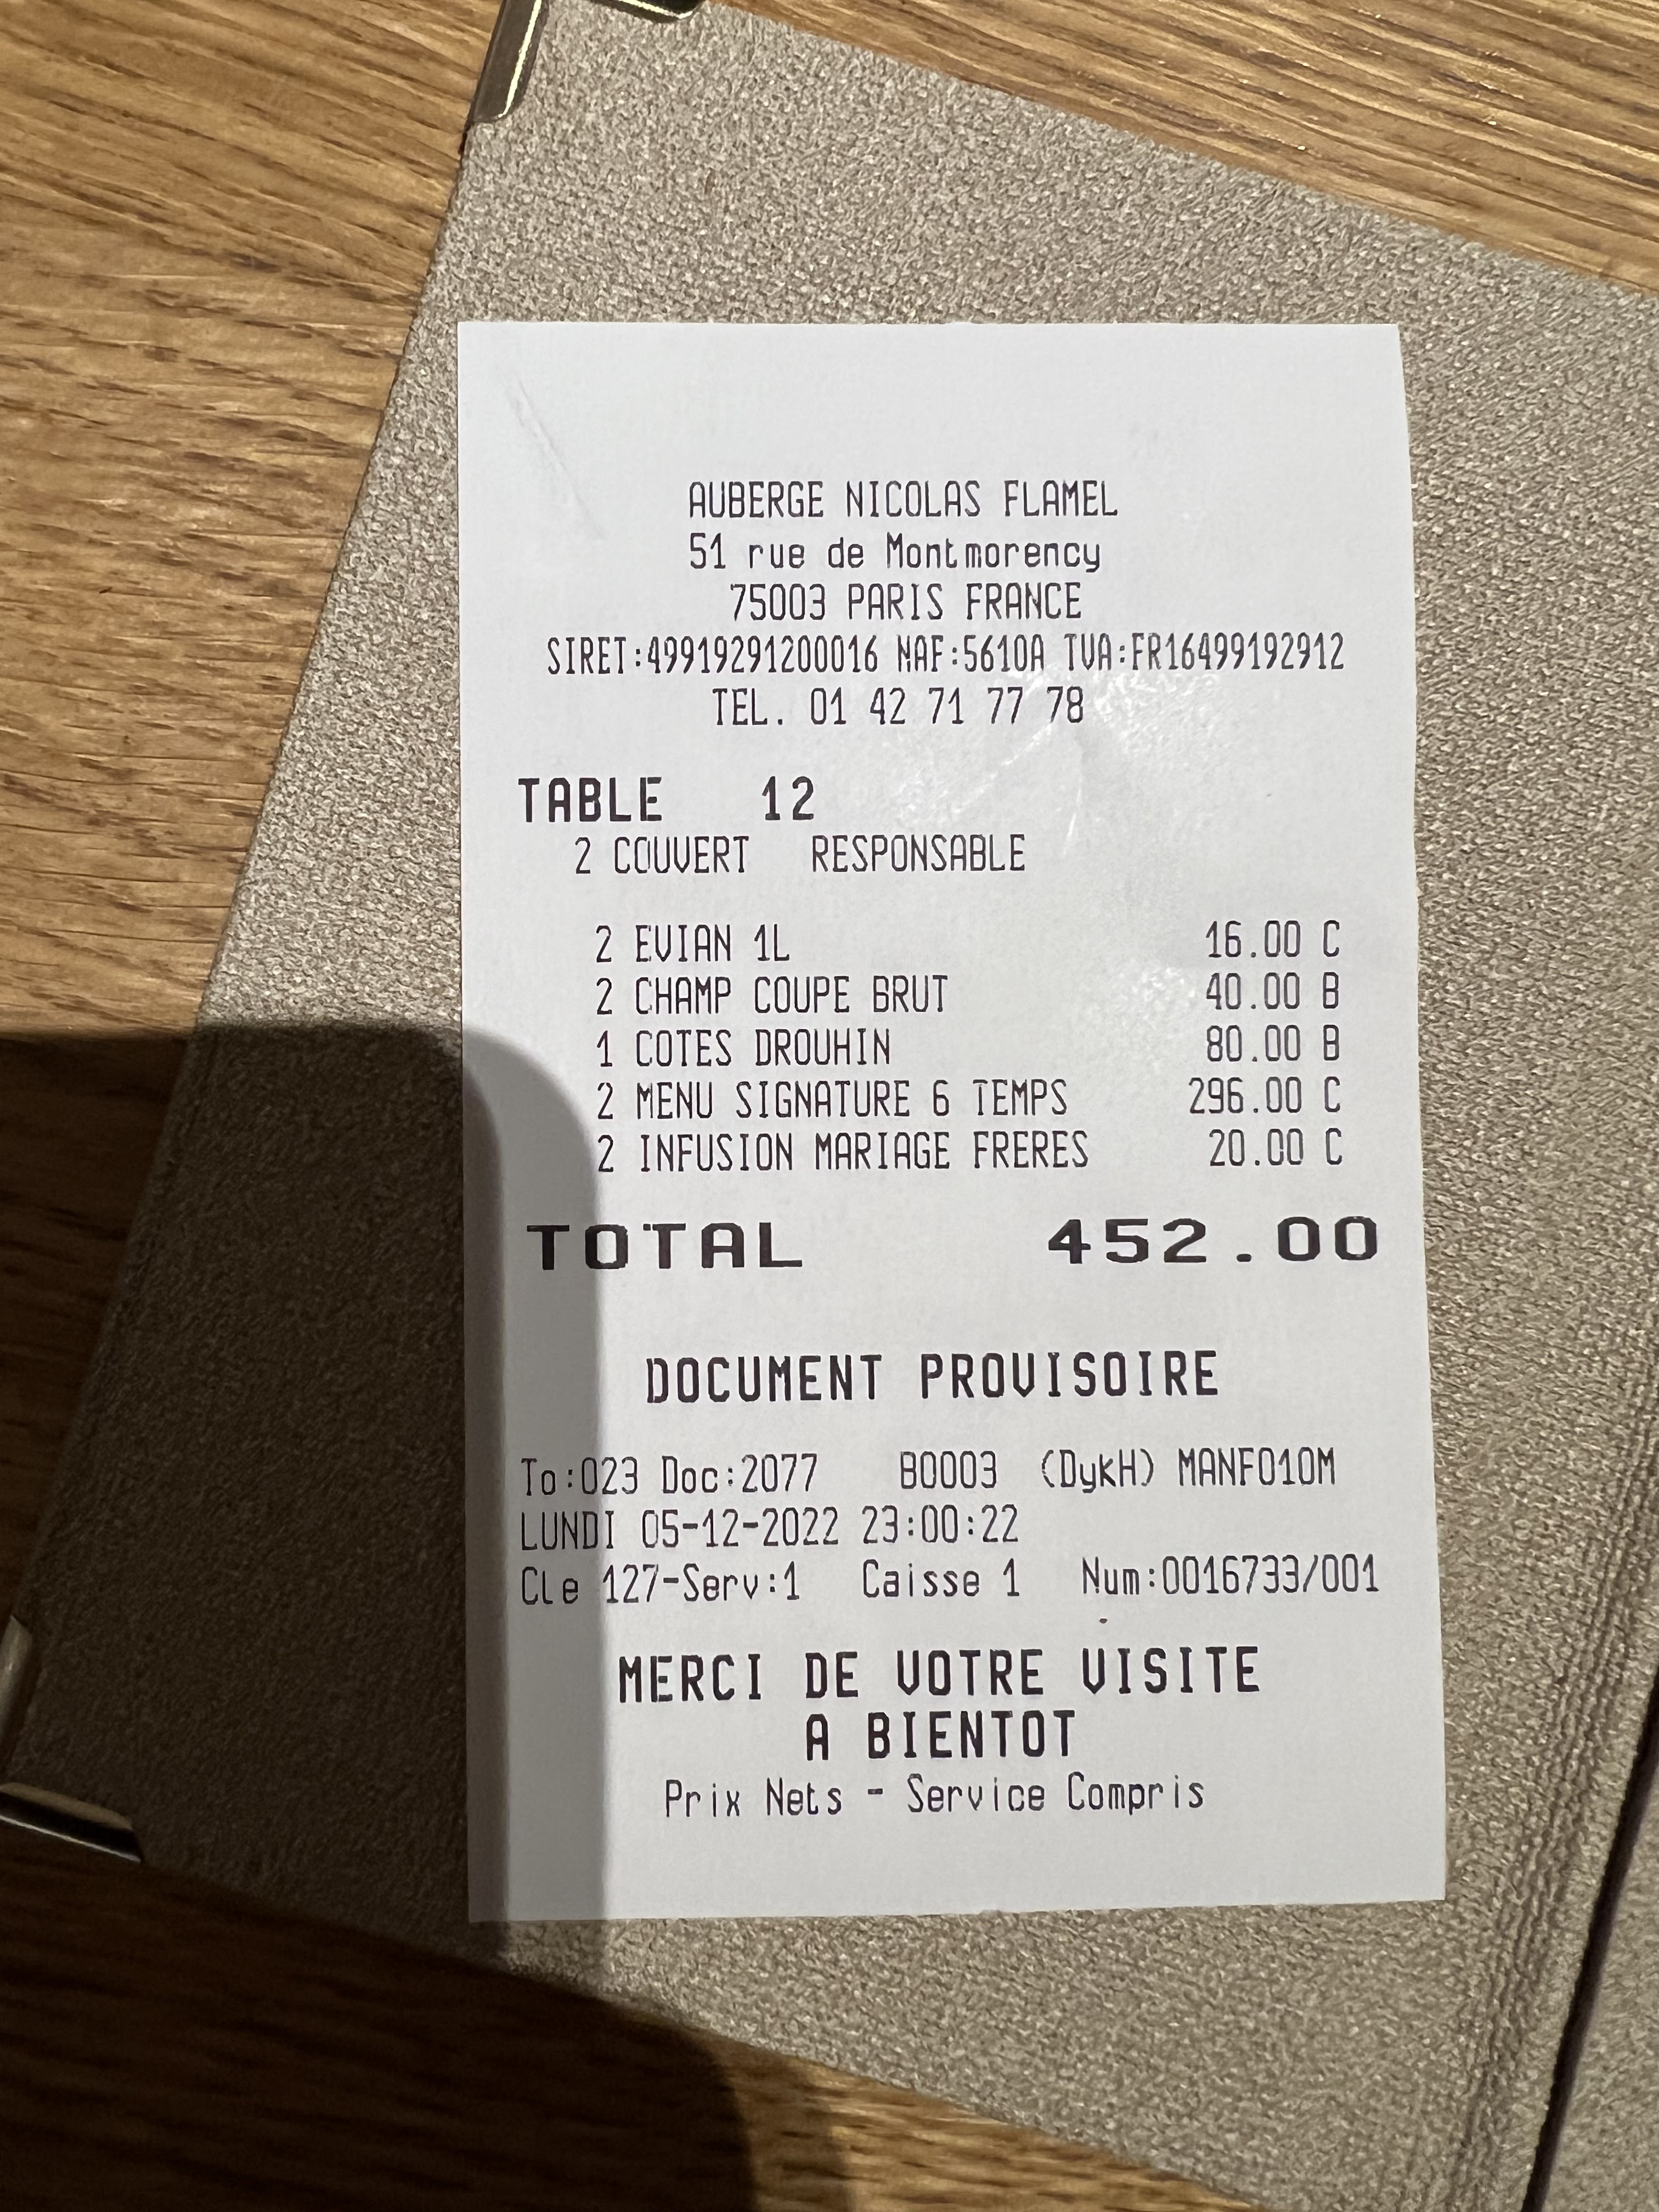 AUBERGE NICOLAS FLAMEL
51 rue de Montmorency
75003 PARIS FRANCE
SIRET:49919291200016 NAF:5610A TVA:FR16499192912
TEL. 01 42 71 77 78
TABLE 12
2 COUVERT RESPONSABLE
2 EVIAN 1L 16.00 C
2 CHAMP COUPE BRUT 40.00 B
1 COTES DROUHIN 80.00 B
2 MENU SIGNATURE 6 TEMPS 296.00 C
2 INFUSION MARIAGE FRERES 20.00 C
TOTAL 452.00
DOCUMENT PROVISOIRE
To:023 Doc:2077 B0003 (DykH) MANF010M
LUNDI 05-12-2022 23:00:22
Cle 127-Serv:1 Caisse 1 Num:0016733/001
MERCI DE VOTRE VISITE
A BIENTOT
Prix Nets - Service Compris